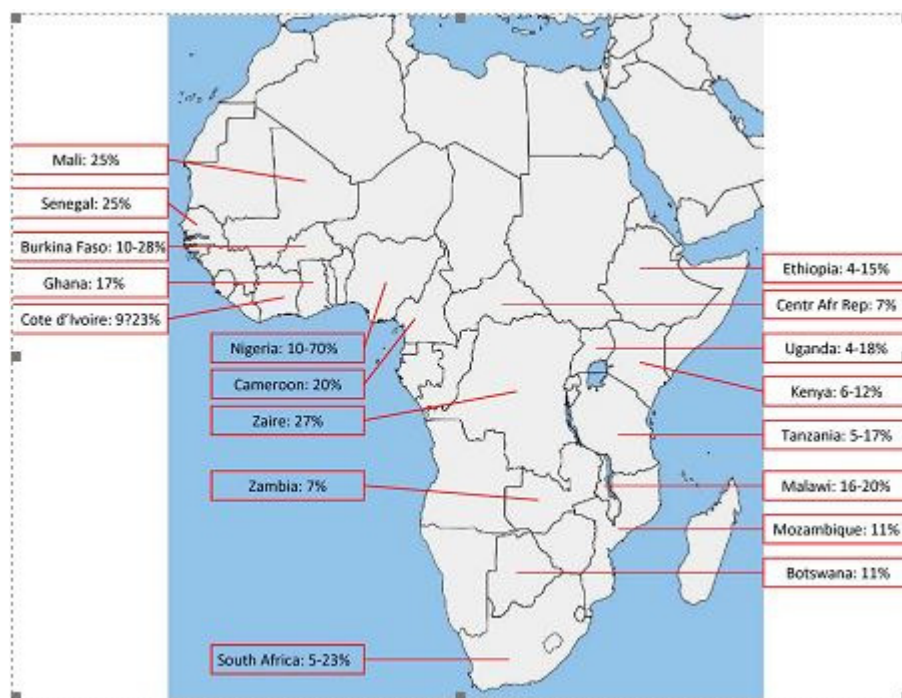 Mali: 25%
Senegal: 25%
Burkina Faso: 10-28%
Ghana: 17%
Cote d'Ivoire: 9?23%
Nigeria: 10-70%
Cameroon: 20%
Zaire: 27%
Zambia: 7%
South Africa: 5-23%
Ethiopia: 4-15%
Centr Afr Rep: 7%
Uganda: 4-18%
Kenya: 6-12%
Tanzania: 5-17%
Malawi: 16-20%
Mozambique: 11%
Botswana: 11%